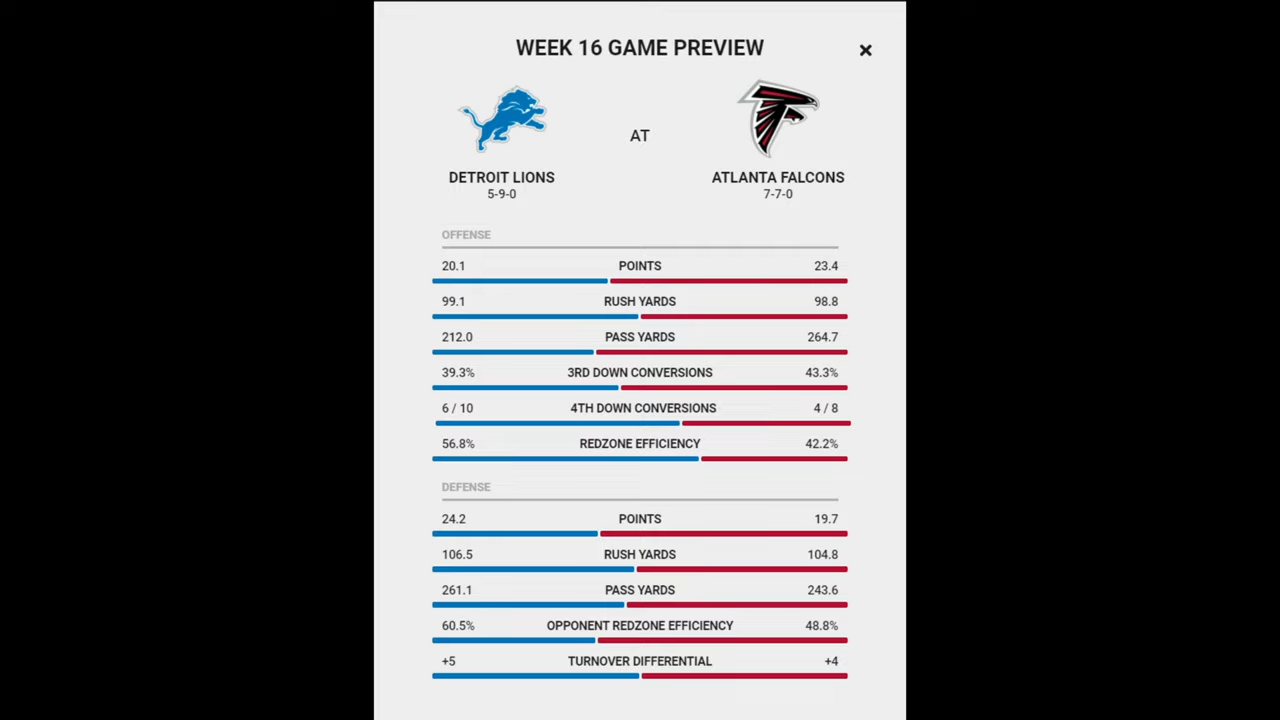 WEEK 16 GAME PREVIEW
×
AT
DETROIT LIONS
ATLANTA FALCONS
5-9-0
7-7-0
OFFENSE
20.1 POINTS 23.4
99.1 RUSH YARDS 98.8
212.0 PASS YARDS 264.7
39.3% 3RD DOWN CONVERSIONS 43.3%
6 / 10 4TH DOWN CONVERSIONS 4 / 8
56.8% REDZONE EFFICIENCY 42.2%
DEFENSE
24.2 POINTS 19.7
106.5 RUSH YARDS 104.8
261.1 PASS YARDS 243.6
60.5% OPPONENT REDZONE EFFICIENCY 48.8%
+5 TURNOVER DIFFERENTIAL +4